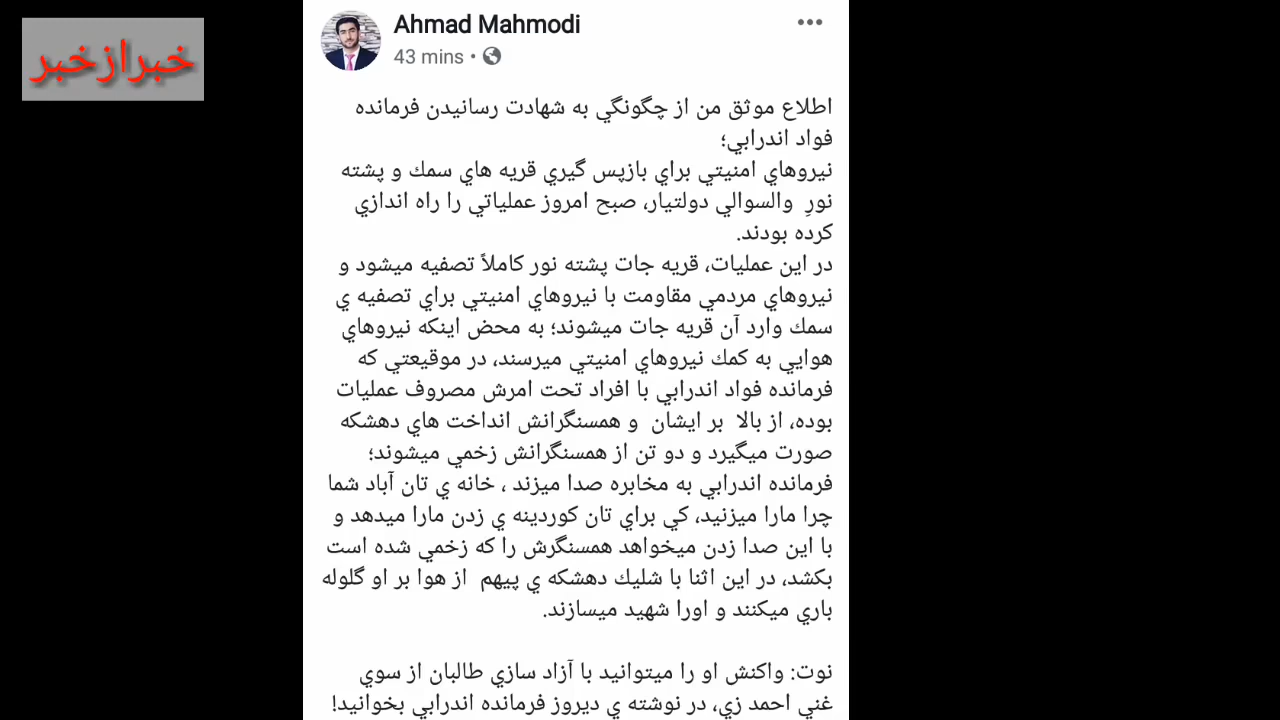 خبرازخبر
Ahmad Mahmodi
43 mins •
اطلاع موثق من از چگونگي به شهادت رسانيدن فرمانده
فواد اندرابي؛
نيروهاي امنيتي براي بازپس گيري قريه هاي سمك و پشته
نورِ والسوالي دولتيار، صبح امروز عملياتي را راه اندازي
كرده بودند.
در اين عمليات، قريه جات پشته نور كاملاً تصفيه ميشود و
نيروهاي مردمي مقاومت با نيروهاي امنيتي براي تصفيه ي
سمك وارد آن قريه جات ميشوند؛ به محض اينكه نيروهاي
هوايي به كمك نيروهاي امنيتي ميرسند، در موقيعتي كه
فرمانده فواد اندرابي با افراد تحت امرش مصروف عمليات
بوده، از بالا بر ايشان و همسنگرانش انداخت هاي دهشكه
صورت ميگيرد و دو تن از همسنگرانش زخمي ميشوند؛
فرمانده اندرابي به مخابره صدا ميزند ، خانه ي تان آباد شما
چرا مارا ميزنيد، كي براي تان كوردينه ي زدن مارا ميدهد و
با اين صدا زدن ميخواهد همسنگرش را كه زخمي شده است
بكشد، در اين اثنا با شليك دهشكه ي پيهم از هوا بر او گلوله
باري ميكنند و اورا شهيد ميسازند.
نوت: واكنش او را ميتوانيد با آزاد سازي طالبان از سوي
غني احمد زي، در نوشته ي ديروز فرمانده اندرابي بخوانيد!